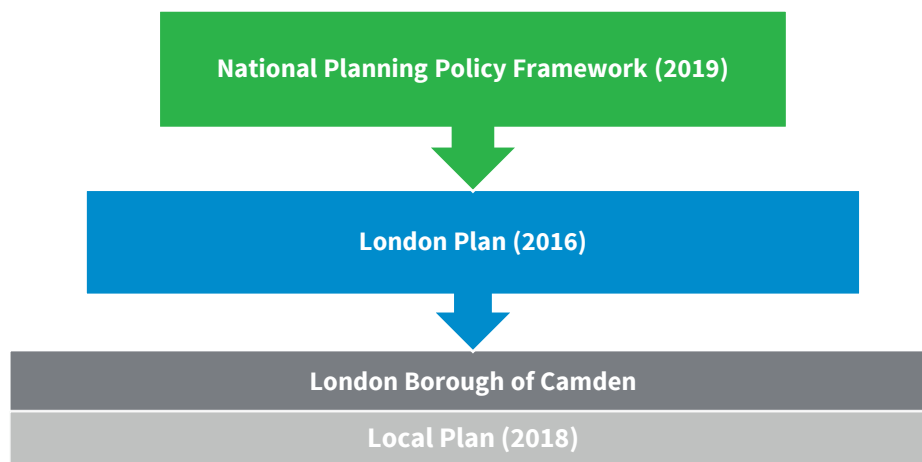 National Planning Policy Framework (2019)
London Plan (2016)
London Borough of Camden
Local Plan (2018)